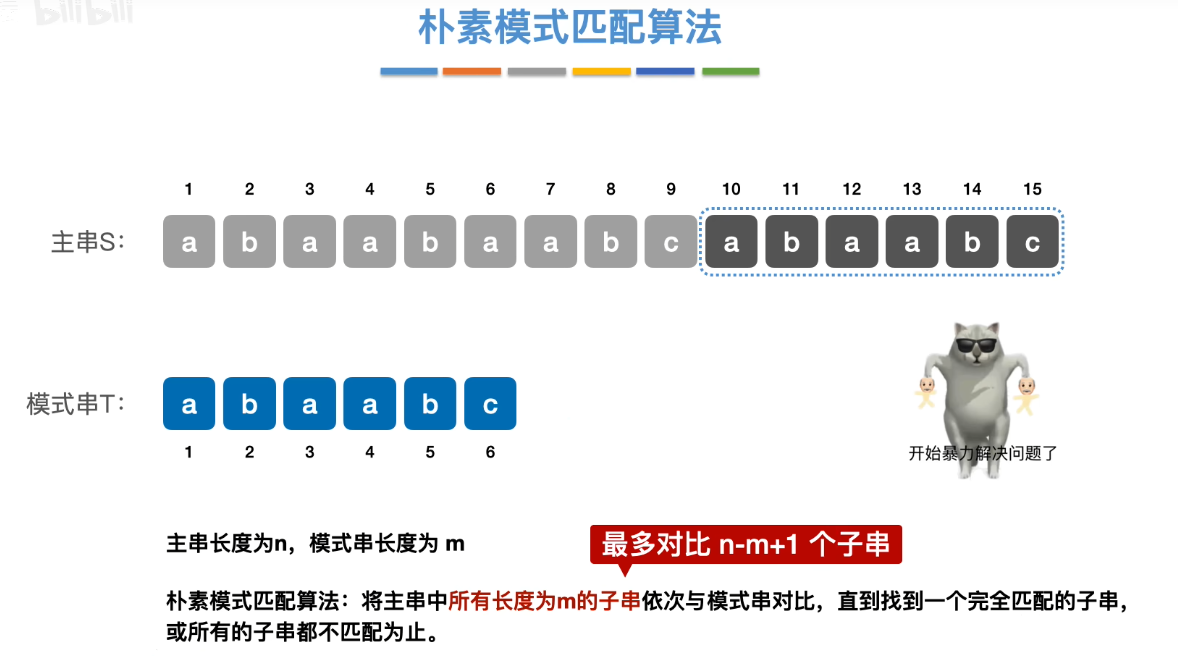 bilibili
朴素模式匹配算法
1 2 3 4 5 6 7 8 9 10 11 12 13 14 15
主串S： a b a a b a a b c a b a a b c
模式串T： a b a a b c
1 2 3 4 5 6
开始暴力解决问题了
主串长度为n，模式串长度为 m
最多对比 n-m+1 个子串
朴素模式匹配算法：将主串中所有长度为m的子串依次与模式串对比，直到找到一个完全匹配的子串，
或所有的子串都不匹配为止。